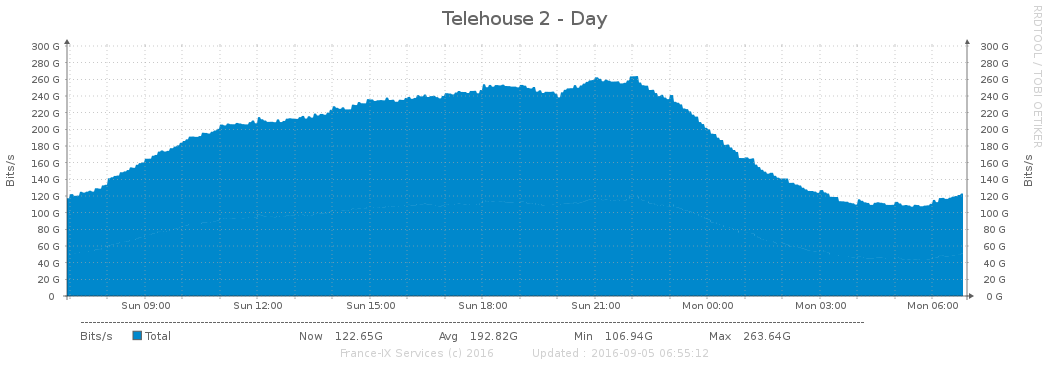 Telehouse 2 - Day
RRDTOOL / TOBI OETIKER
300 G 300 G
280 G 280 G
260 G 260 G
240 G 240 G
220 G 220 G
200 G 200 G
180 G 180 G
160 G 160 G
140 G 140 G
120 G 120 G
100 G 100 G
80 G 80 G
60 G 60 G
40 G 40 G
20 G 20 G
0 0 G
Bits/s Bits/s
Sun 09:00 Sun 12:00 Sun 15:00 Sun 18:00 Sun 21:00 Mon 00:00 Mon 03:00 Mon 06:00
Bits/s Total Now 122.65G Avg 192.82G Min 106.94G Max 263.64G
France-IX Services (c) 2016 Updated : 2016-09-05 06:55:12